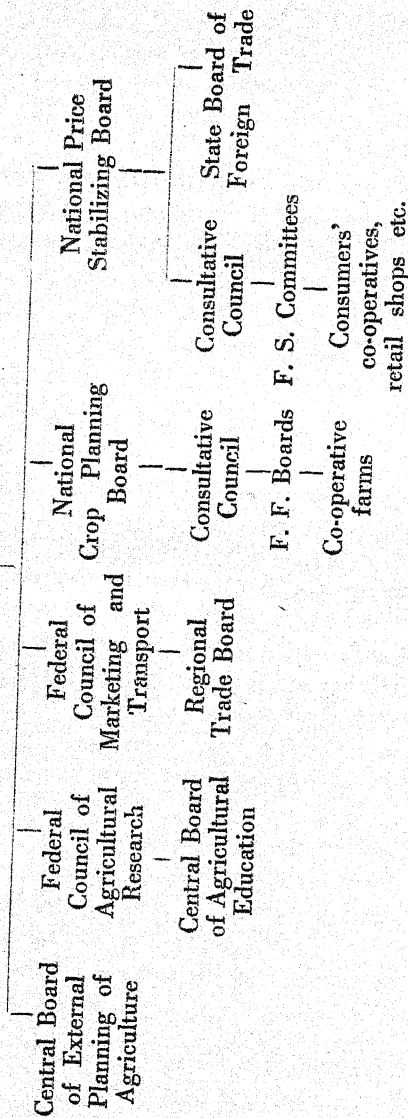 Central Board
of External
Planning of
Agriculture
Federal
Council of
Agricultural
Research
Central Board
of Agricultural
Education
Federal
Council of
Marketing and
Transport
Regional
Trade Board
National
Crop Planning
Board
Consultative
Council
F. F. Boards
Co-operative
farms
National Price
Stabilizing Board
Consultative
Council
F. S. Committees
Consumers'
co-operatives,
retail shops etc.
State Board of
Foreign Trade